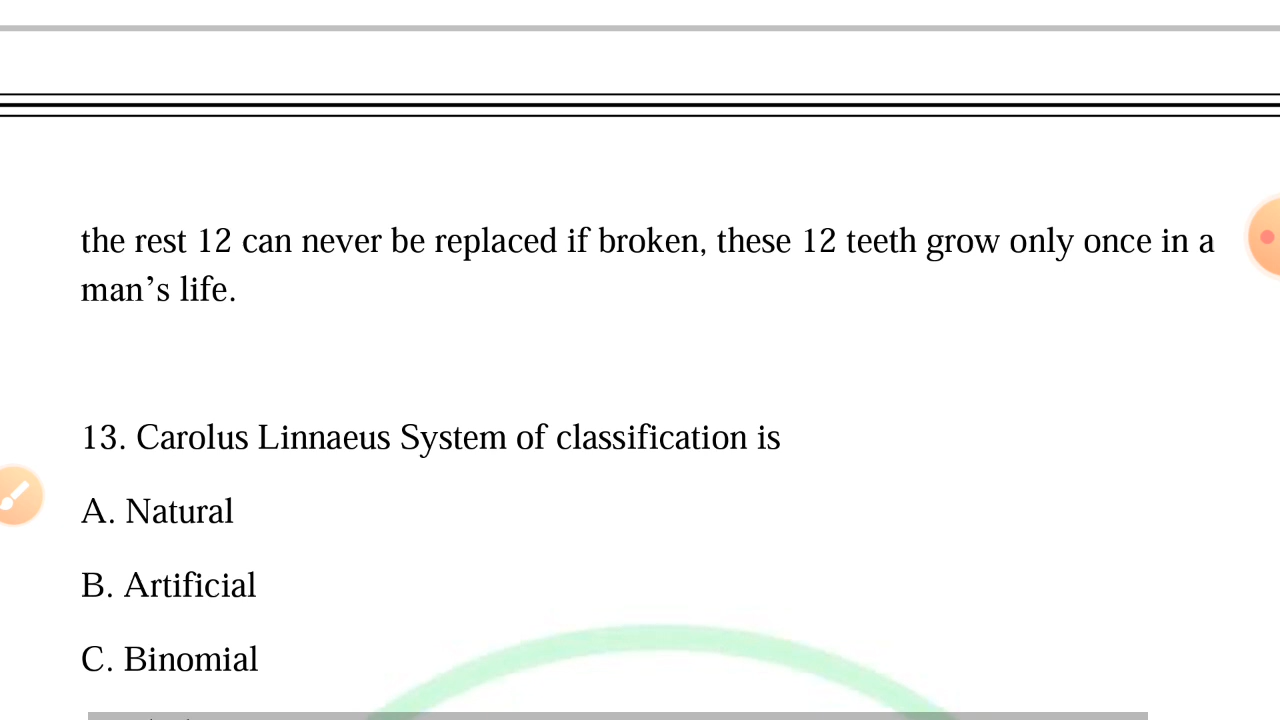 the rest 12 can never be replaced if broken, these 12 teeth grow only once in a
man’s life.
13. Carolus Linnaeus System of classification is
A. Natural
B. Artificial
C. Binomial